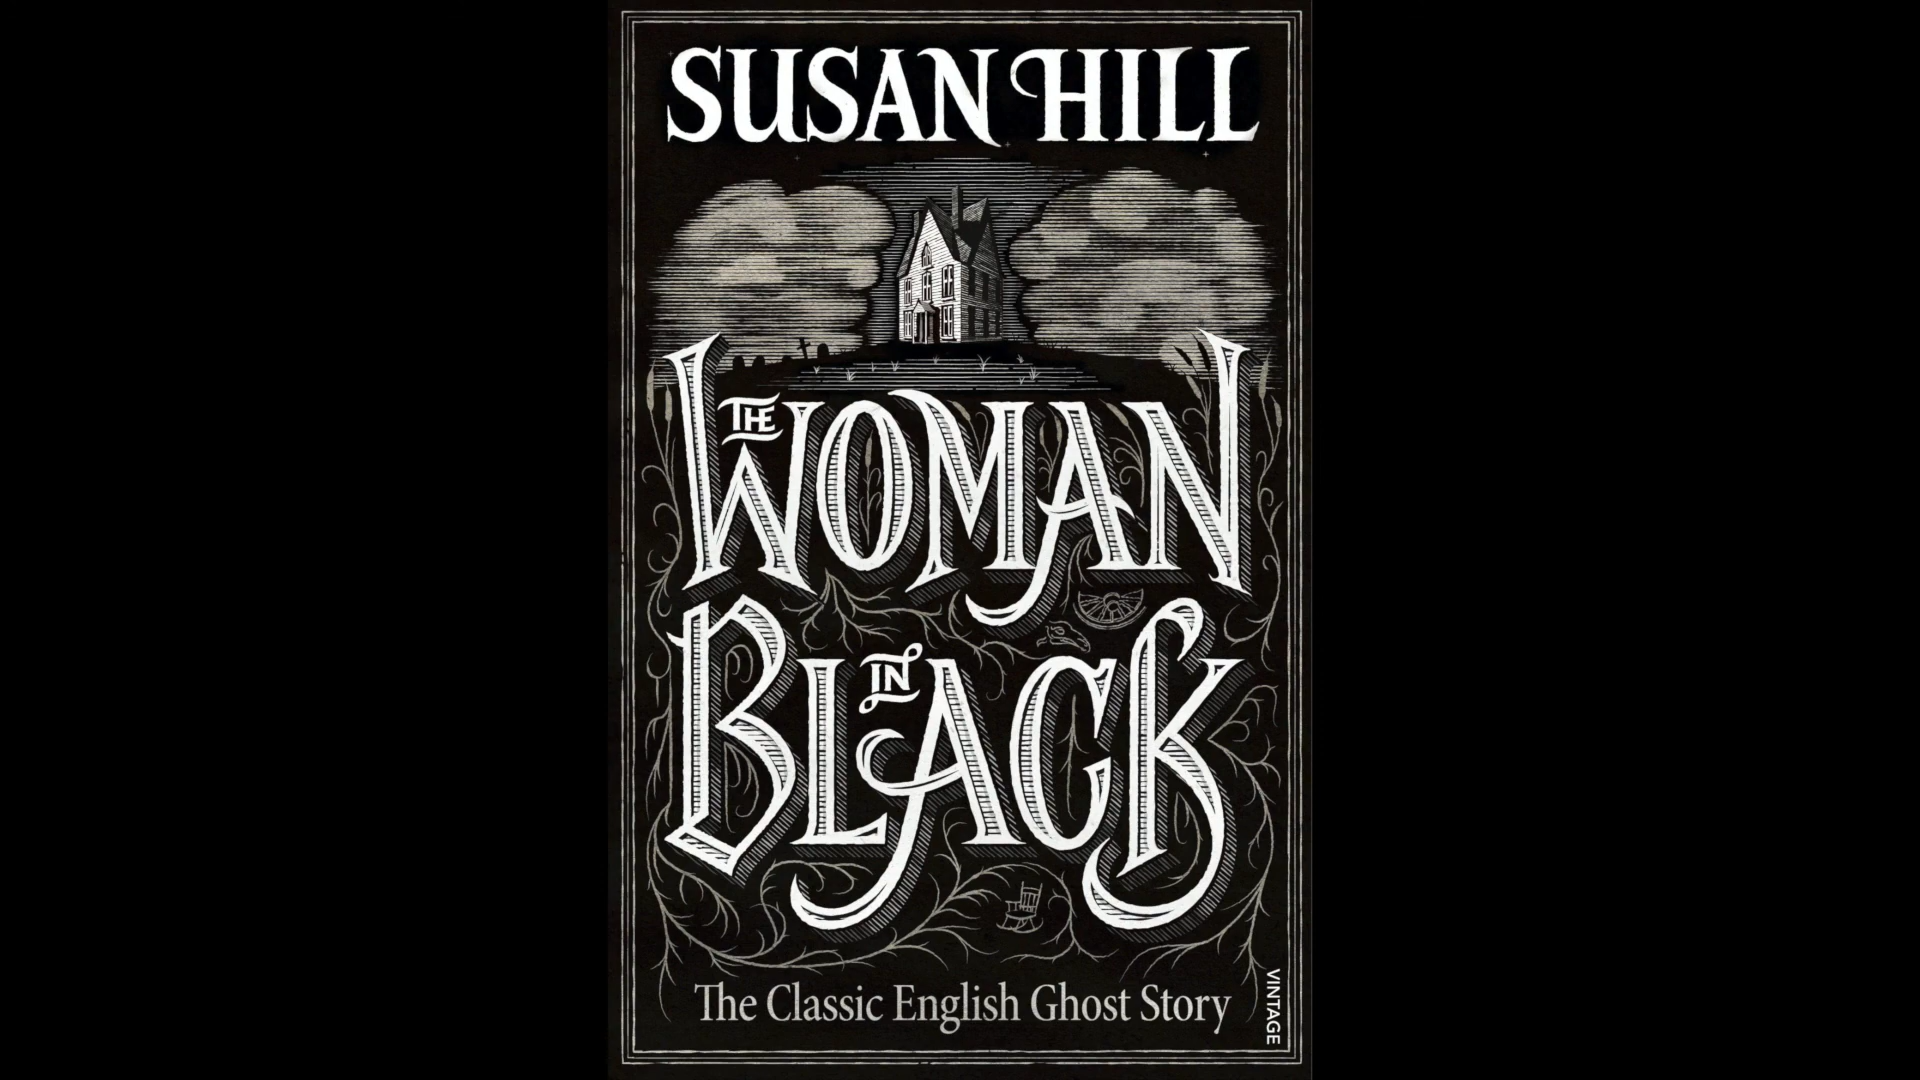 SUSAN HILL
THE
WOMAN
IN
BLACK
The Classic English Ghost Story
VINTAGE